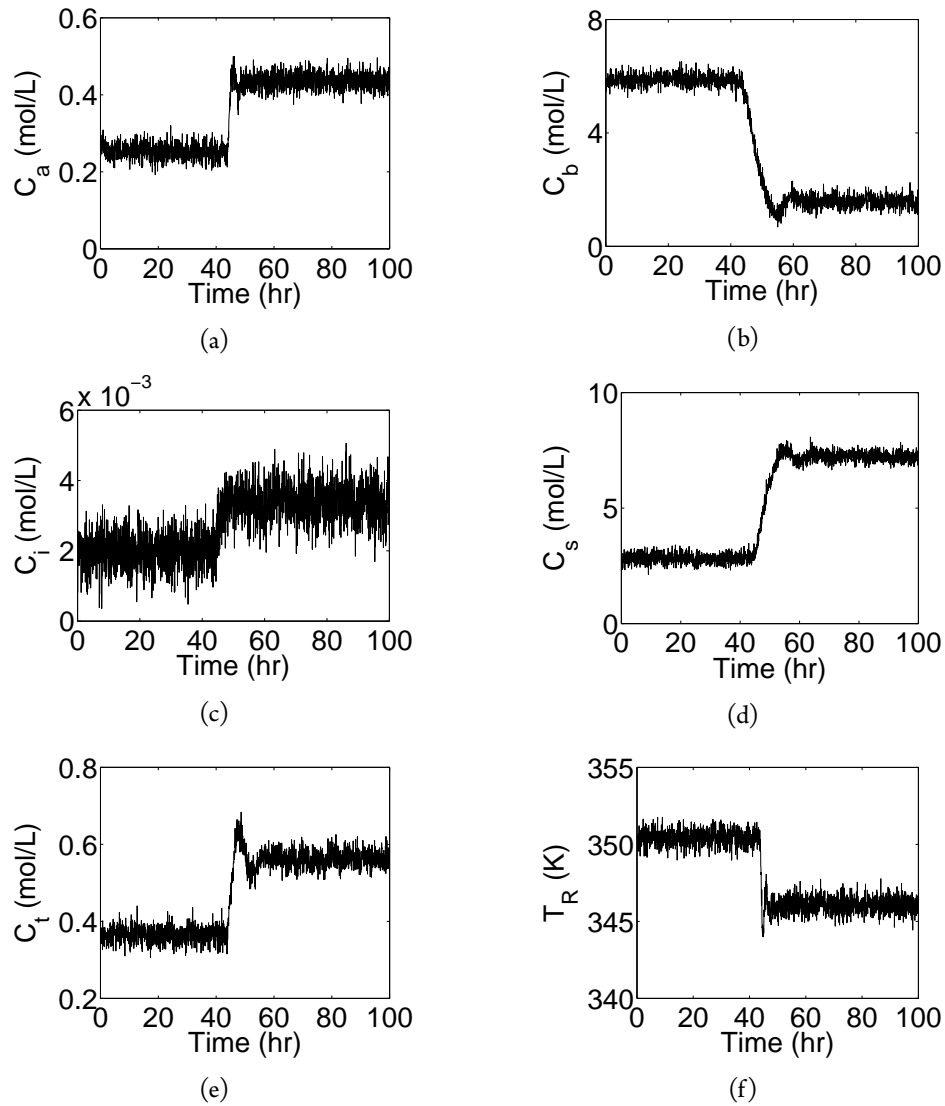 0.6
0.4
0.2
0
C_a (mol/L)
0 20 40 60 80 100
Time (hr)
(a)
8
4
0
C_b (mol/L)
0 20 40 60 80 100
Time (hr)
(b)
x 10⁻³
6
4
2
0
C_i (mol/L)
0 20 40 60 80 100
Time (hr)
(c)
10
5
0
C_s (mol/L)
0 20 40 60 80 100
Time (hr)
(d)
0.8
0.6
0.4
0.2
C_t (mol/L)
0 20 40 60 80 100
Time (hr)
(e)
355
350
345
340
T_R (K)
0 20 40 60 80 100
Time (hr)
(f)